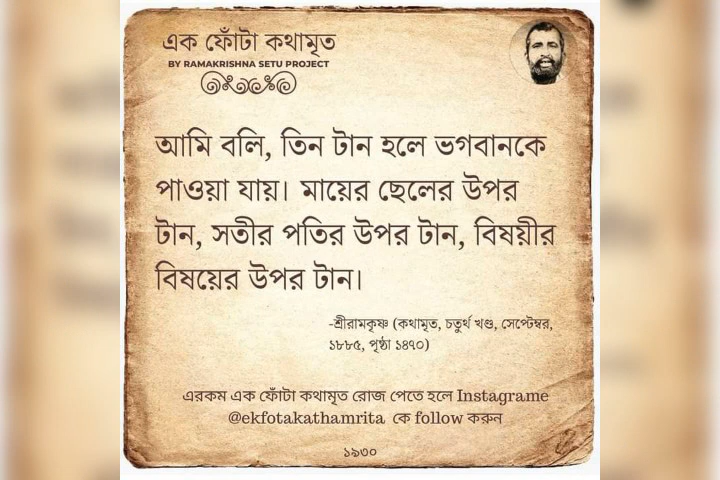 এক ফোঁটা কথামৃত
BY RAMAKRISHNA SETU PROJECT
আমি বলি, তিন টান হলে ভগবানকে
পাওয়া যায়। মায়ের ছেলের উপর
টান, সতীর পতির উপর টান, বিষয়ীর
বিষয়ের উপর টান।
-শ্রীরামকৃষ্ণ (কথামৃত, চতুর্থ খণ্ড, সেপ্টেম্বর,
১৮৮৫, পৃষ্ঠা ১৪৭০)
এরকম এক ফোঁটা কথামৃত রোজ পেতে হলে Instagrame
@ekfotakathamrita কে follow করুন
১৯৩০